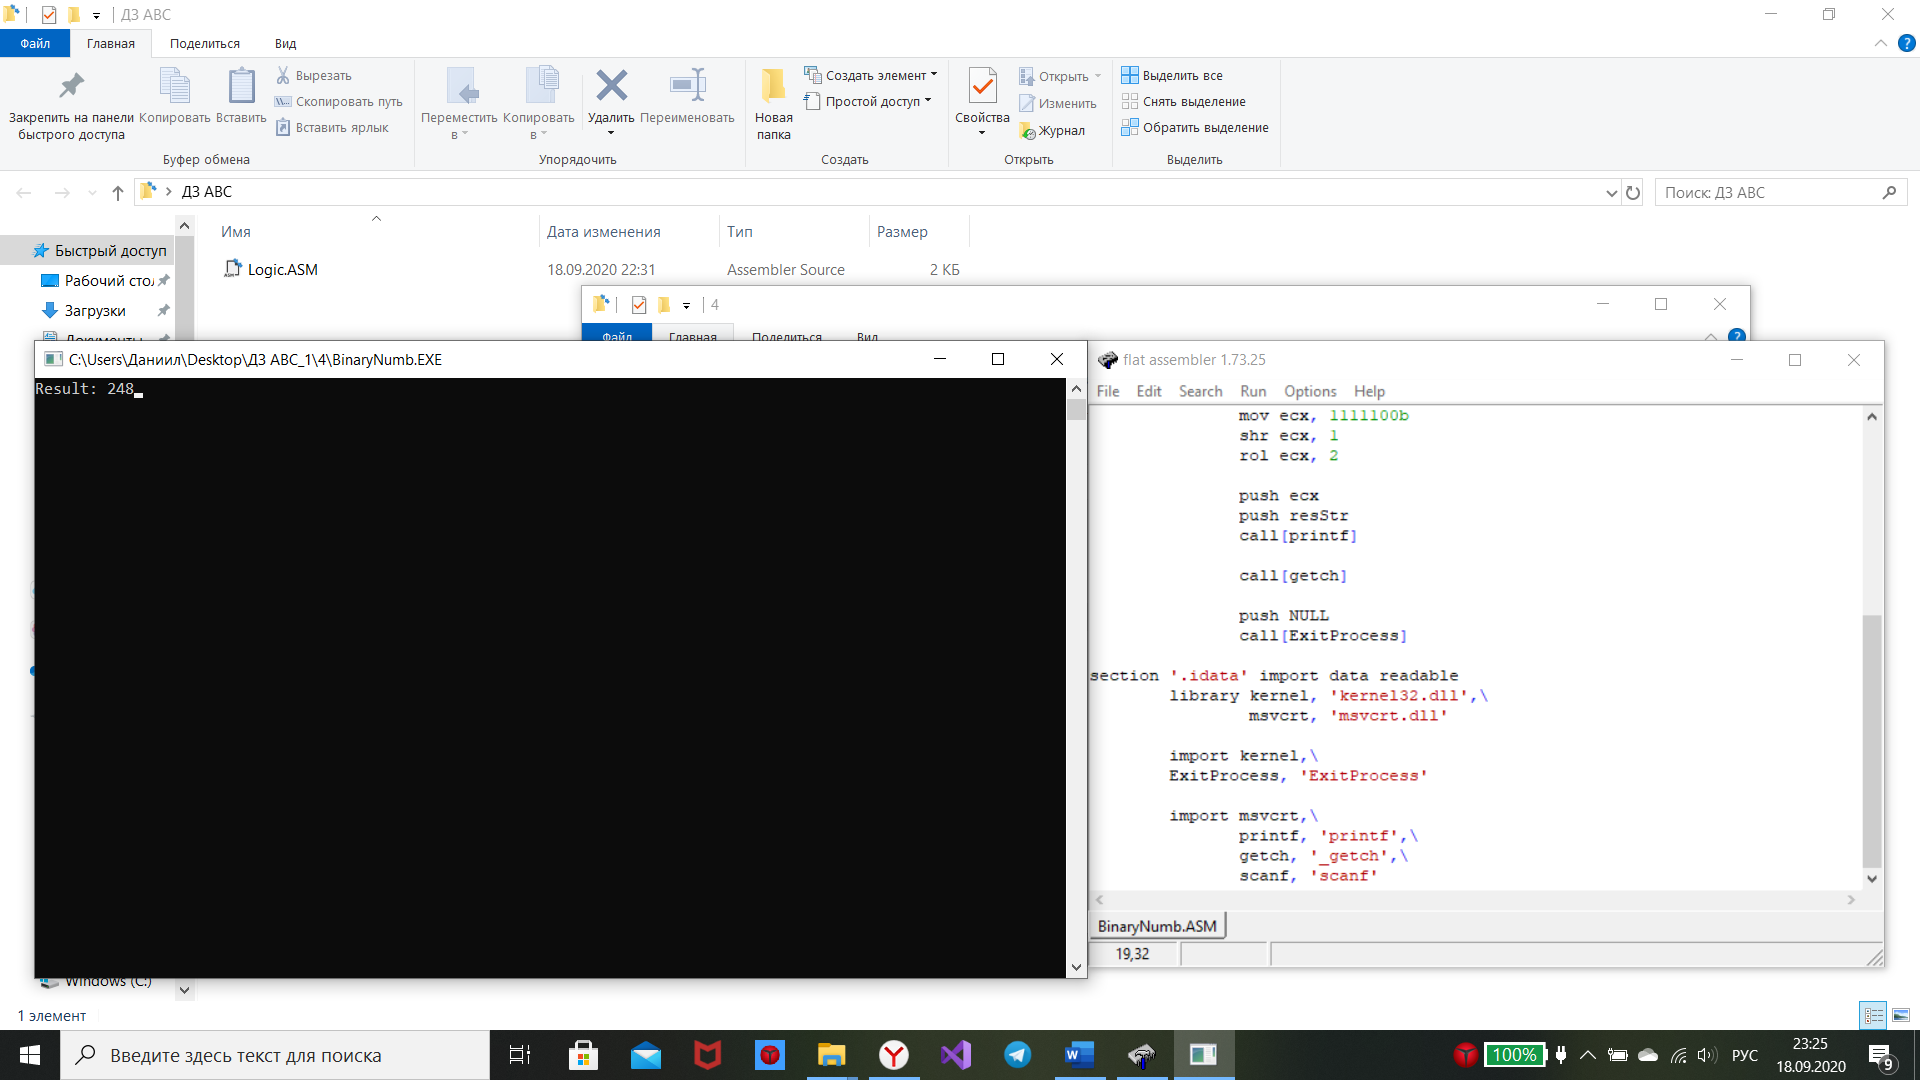 ДЗ АВС
Файл
Главная
Поделиться
Вид
Закрепить на панели
быстрого доступа
Копировать
Вставить
Вырезать
Скопировать путь
Вставить ярлык
Буфер обмена
Переместить
в
Копировать
в
Удалить
Переименовать
Упорядочить
Новая
папка
Создать элемент
Простой доступ
Создать
Свойства
Открыть
Изменить
Журнал
Открыть
Выделить все
Снять выделение
Обратить выделение
Выделить
ДЗ АВС
Поиск: ДЗ АВС
Имя
Дата изменения
Тип
Размер
Быстрый доступ
Рабочий сто
Загрузки
Документы
Logic.ASM
18.09.2020 22:31
Assembler Source
2 КБ
4
Файл
Главная
Поделиться
Вид
C:\Users\Даниил\Desktop\ДЗ АВС_1\4\BinaryNumb.EXE
Result: 248
flat assembler 1.73.25
File Edit Search Run Options Help
mov ecx, 1111100b
shr ecx, 1
rol ecx, 2
push ecx
push resStr
call[printf]
call[getch]
push NULL
call[ExitProcess]
section '.idata' import data readable
library kernel, 'kernel32.dll',\
msvcrt, 'msvcrt.dll'
import kernel,\
ExitProcess, 'ExitProcess'
import msvcrt,\
printf, 'printf',\
getch, '_getch',\
scanf, 'scanf'
BinaryNumb.ASM
19,32
Windows (C:)
1 элемент
Введите здесь текст для поиска
100%
РУС
23:25
18.09.2020
9